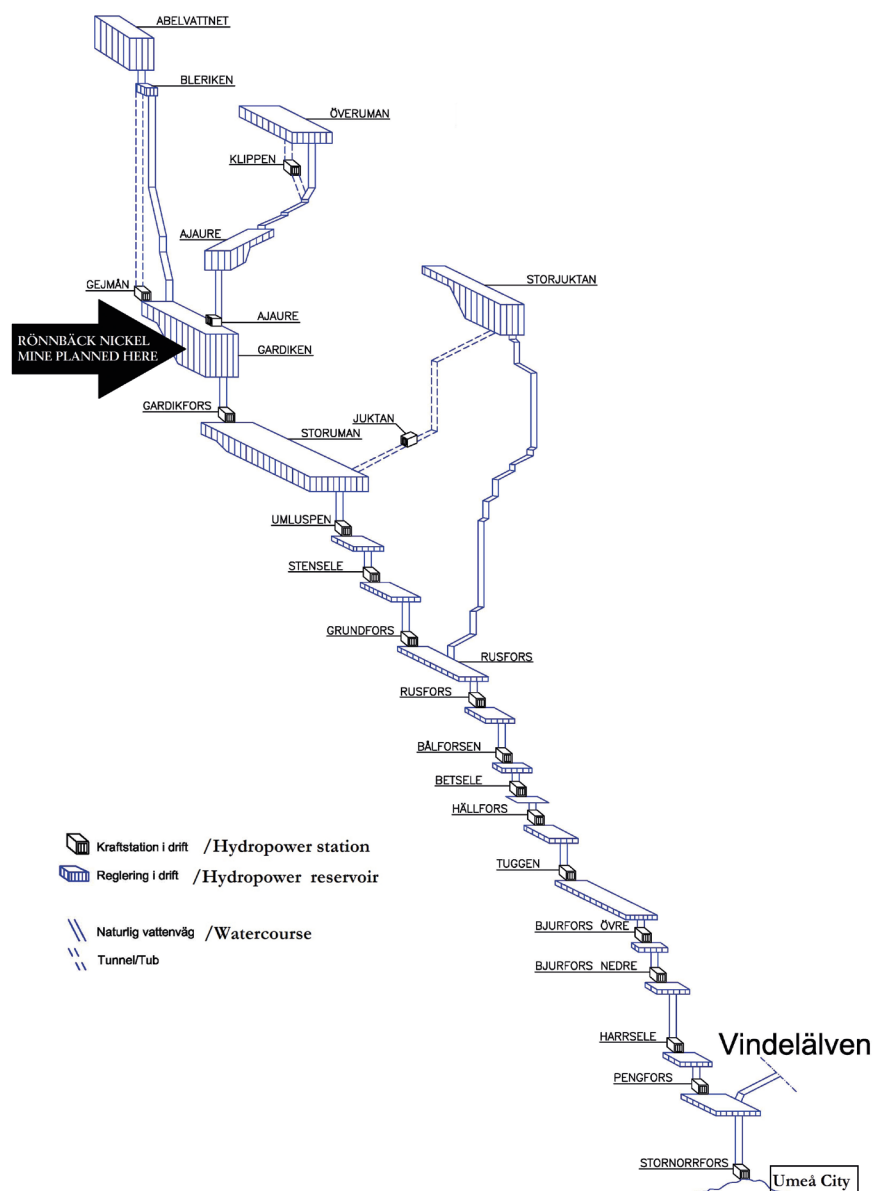 ABELVATTNET
BLERIKEN
ÖVERUMAN
KLIPPEN
AJAURE
STORJUKTAN
GEJMÅN
AJAURE
RÖNNBÄCK NICKEL
MINE PLANNED HERE
GARDIKEN
GARDIKFORS
JUKTAN
STORUMAN
UMLUSPEN
STENSELE
GRUNDFORS
RUSFORS
RUSFORS
BÅLFORSEN
BETSELE
HÄLLFORS
Kraftstation i drift /Hydropower station
Reglering i drift /Hydropower reservoir
TUGGEN
Naturlig vattenväg /Watercourse
Tunnel/Tub
BJURFORS ÖVRE
BJURFORS NEDRE
HARRSELE
Vindelälven
PENGFORS
STORNORRFORS
Umeå City